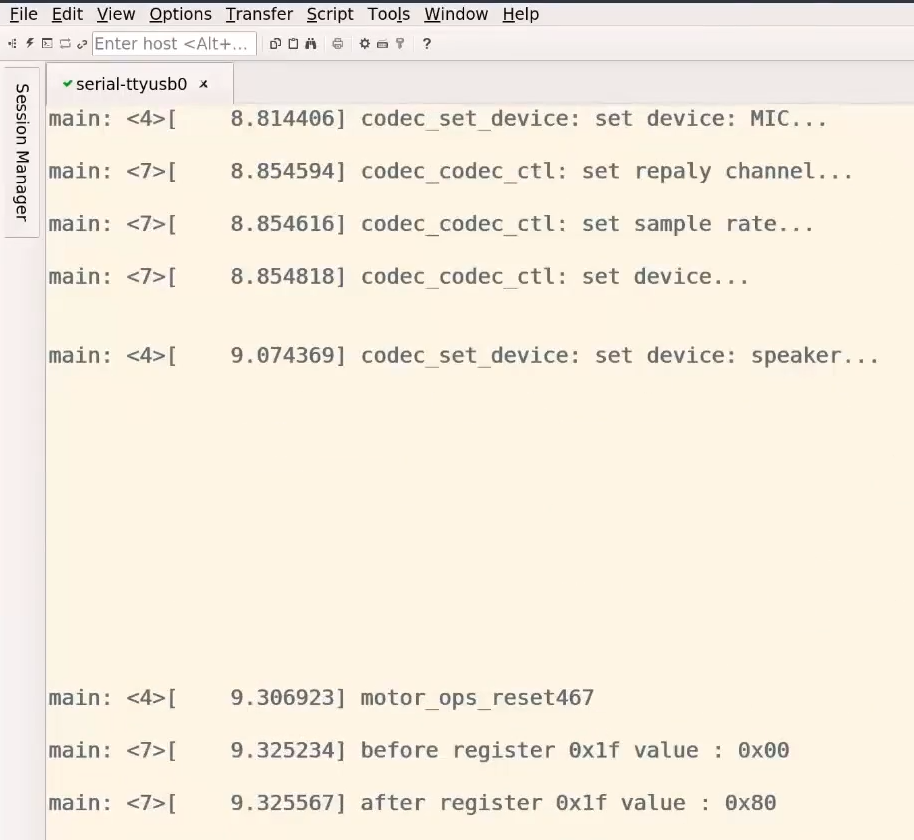 File Edit View Options Transfer Script Tools Window Help
Enter host <Alt+...
?
serial-ttyusb0
Session Manager
main: <4>[    8.814406] codec_set_device: set device: MIC...
main: <7>[    8.854594] codec_codec_ctl: set repaly channel...
main: <7>[    8.854616] codec_codec_ctl: set sample rate...
main: <7>[    8.854818] codec_codec_ctl: set device...
main: <4>[    9.074369] codec_set_device: set device: speaker...
main: <4>[    9.306923] motor_ops_reset467
main: <7>[    9.325234] before register 0x1f value : 0x00
main: <7>[    9.325567] after register 0x1f value : 0x80